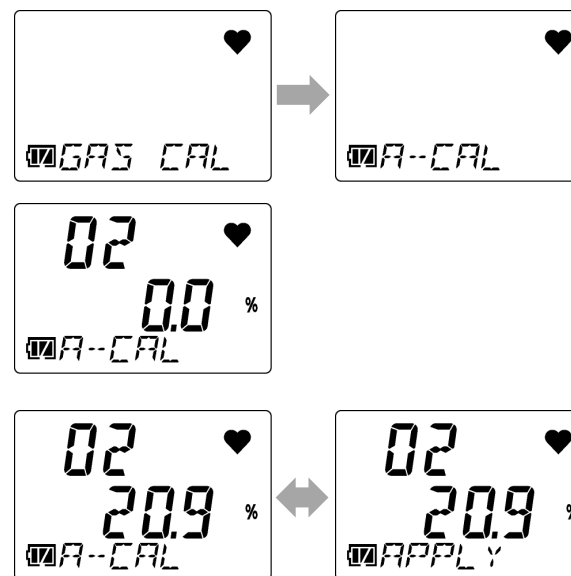 GAS CAL
A--CAL
O2
0.0 %
A--CAL
O2
20.9 %
A--CAL
O2
20.9 %
APPLY